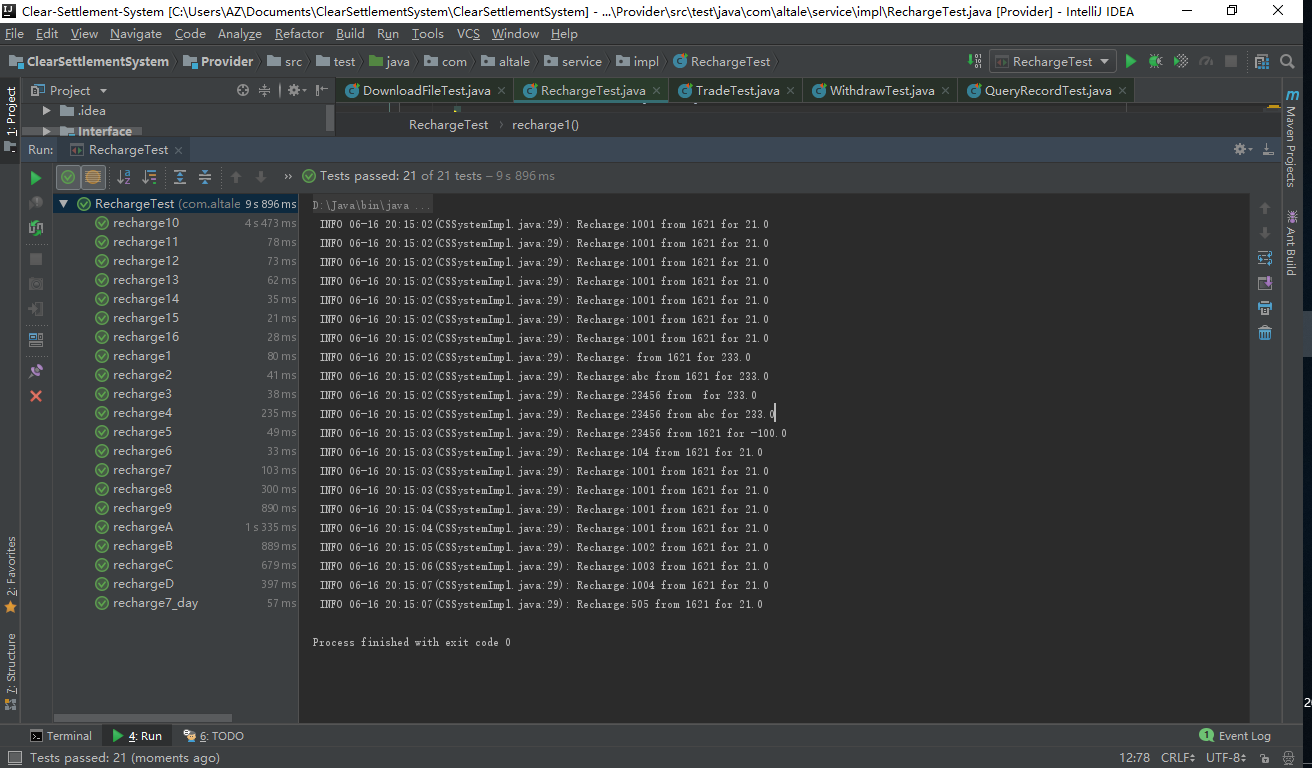 Clear-Settlement-System [C:\Users\AZ\Documents\ClearSettlementSystem\ClearSettlementSystem] - ...\Provider\src\test\java\com\altale\service\impl\RechargeTest.java [Provider] - IntelliJ IDEA
File Edit View Navigate Code Analyze Refactor Build Run Tools VCS Window Help
ClearSettlementSystem Provider src test java com altale service impl RechargeTest RechargeTest
1: Project
Project DownloadFileTest.java RechargeTest.java TradeTest.java WithdrawTest.java QueryRecordTest.java
.idea
Interface
RechargeTest recharge1()
Maven Projects
Ant Build
Run: RechargeTest
Tests passed: 21 of 21 tests – 9 s 896 ms
RechargeTest (com.altale 9 s 896 ms
recharge10 4 s 473 ms
recharge11 78 ms
recharge12 73 ms
recharge13 62 ms
recharge14 35 ms
recharge15 21 ms
recharge16 28 ms
recharge1 80 ms
recharge2 41 ms
recharge3 38 ms
recharge4 235 ms
recharge5 49 ms
recharge6 33 ms
recharge7 103 ms
recharge8 300 ms
recharge9 890 ms
rechargeA 1 s 335 ms
rechargeB 889 ms
rechargeC 679 ms
rechargeD 397 ms
recharge7_day 57 ms
D:\Java\bin\java ...
INFO 06-16 20:15:02(CSSystemImpl.java:29): Recharge:1001 from 1621 for 21.0
INFO 06-16 20:15:02(CSSystemImpl.java:29): Recharge:1001 from 1621 for 21.0
INFO 06-16 20:15:02(CSSystemImpl.java:29): Recharge:1001 from 1621 for 21.0
INFO 06-16 20:15:02(CSSystemImpl.java:29): Recharge:1001 from 1621 for 21.0
INFO 06-16 20:15:02(CSSystemImpl.java:29): Recharge:1001 from 1621 for 21.0
INFO 06-16 20:15:02(CSSystemImpl.java:29): Recharge:1001 from 1621 for 21.0
INFO 06-16 20:15:02(CSSystemImpl.java:29): Recharge:1001 from 1621 for 21.0
INFO 06-16 20:15:02(CSSystemImpl.java:29): Recharge: from 1621 for 233.0
INFO 06-16 20:15:02(CSSystemImpl.java:29): Recharge:abc from 1621 for 233.0
INFO 06-16 20:15:02(CSSystemImpl.java:29): Recharge:23456 from  for 233.0
INFO 06-16 20:15:02(CSSystemImpl.java:29): Recharge:23456 from abc for 233.0
INFO 06-16 20:15:03(CSSystemImpl.java:29): Recharge:23456 from 1621 for -100.0
INFO 06-16 20:15:03(CSSystemImpl.java:29): Recharge:104 from 1621 for 21.0
INFO 06-16 20:15:03(CSSystemImpl.java:29): Recharge:1001 from 1621 for 21.0
INFO 06-16 20:15:03(CSSystemImpl.java:29): Recharge:1001 from 1621 for 21.0
INFO 06-16 20:15:04(CSSystemImpl.java:29): Recharge:1001 from 1621 for 21.0
INFO 06-16 20:15:04(CSSystemImpl.java:29): Recharge:1001 from 1621 for 21.0
INFO 06-16 20:15:05(CSSystemImpl.java:29): Recharge:1002 from 1621 for 21.0
INFO 06-16 20:15:06(CSSystemImpl.java:29): Recharge:1003 from 1621 for 21.0
INFO 06-16 20:15:07(CSSystemImpl.java:29): Recharge:1004 from 1621 for 21.0
INFO 06-16 20:15:07(CSSystemImpl.java:29): Recharge:505 from 1621 for 21.0
Process finished with exit code 0
2: Favorites
7: Structure
Terminal 4: Run 6: TODO 1 Event Log
Tests passed: 21 (moments ago) 12:78 CRLF UTF-8